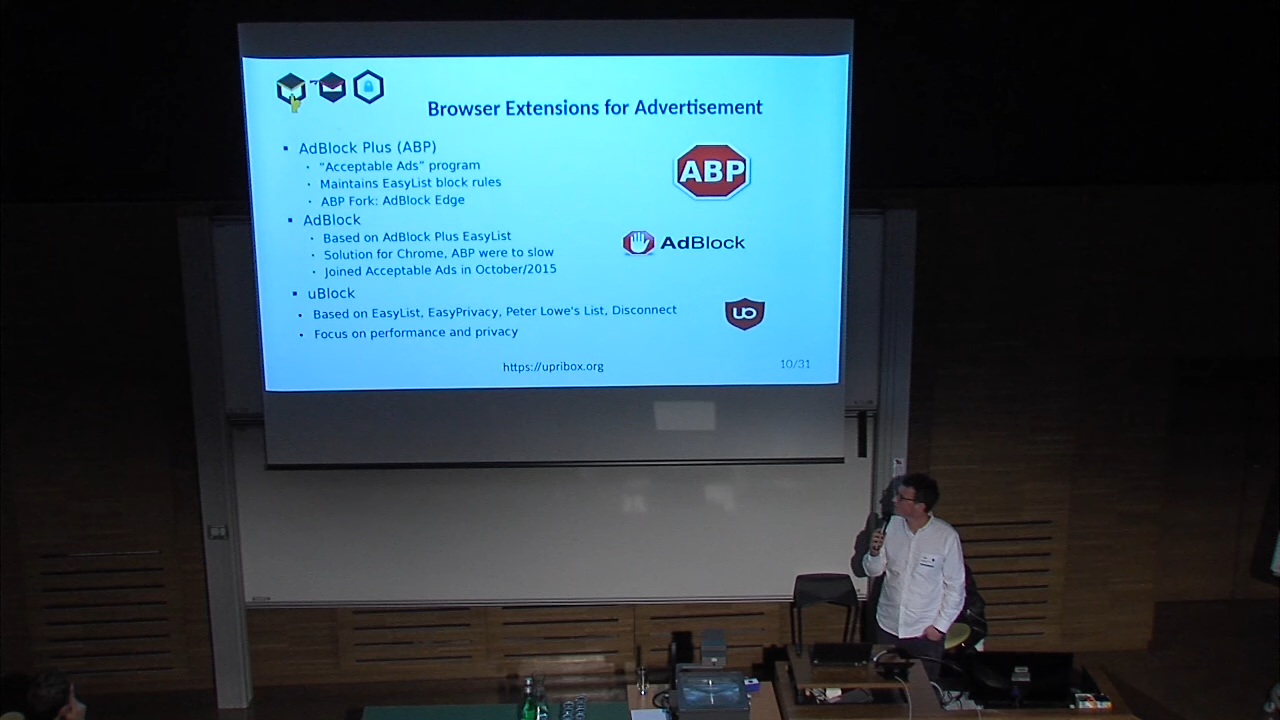 Browser Extensions for Advertisement
AdBlock Plus (ABP)
"Acceptable Ads" program
Maintains EasyList block rules
ABP Fork: AdBlock Edge
ABP
AdBlock
Based on AdBlock Plus EasyList
Solution for Chrome, ABP were to slow
Joined Acceptable Ads in October/2015
AdBlock
uBlock
Based on EasyList, EasyPrivacy, Peter Lowe's List, Disconnect
Focus on performance and privacy
uo
https://upribox.org
10/31